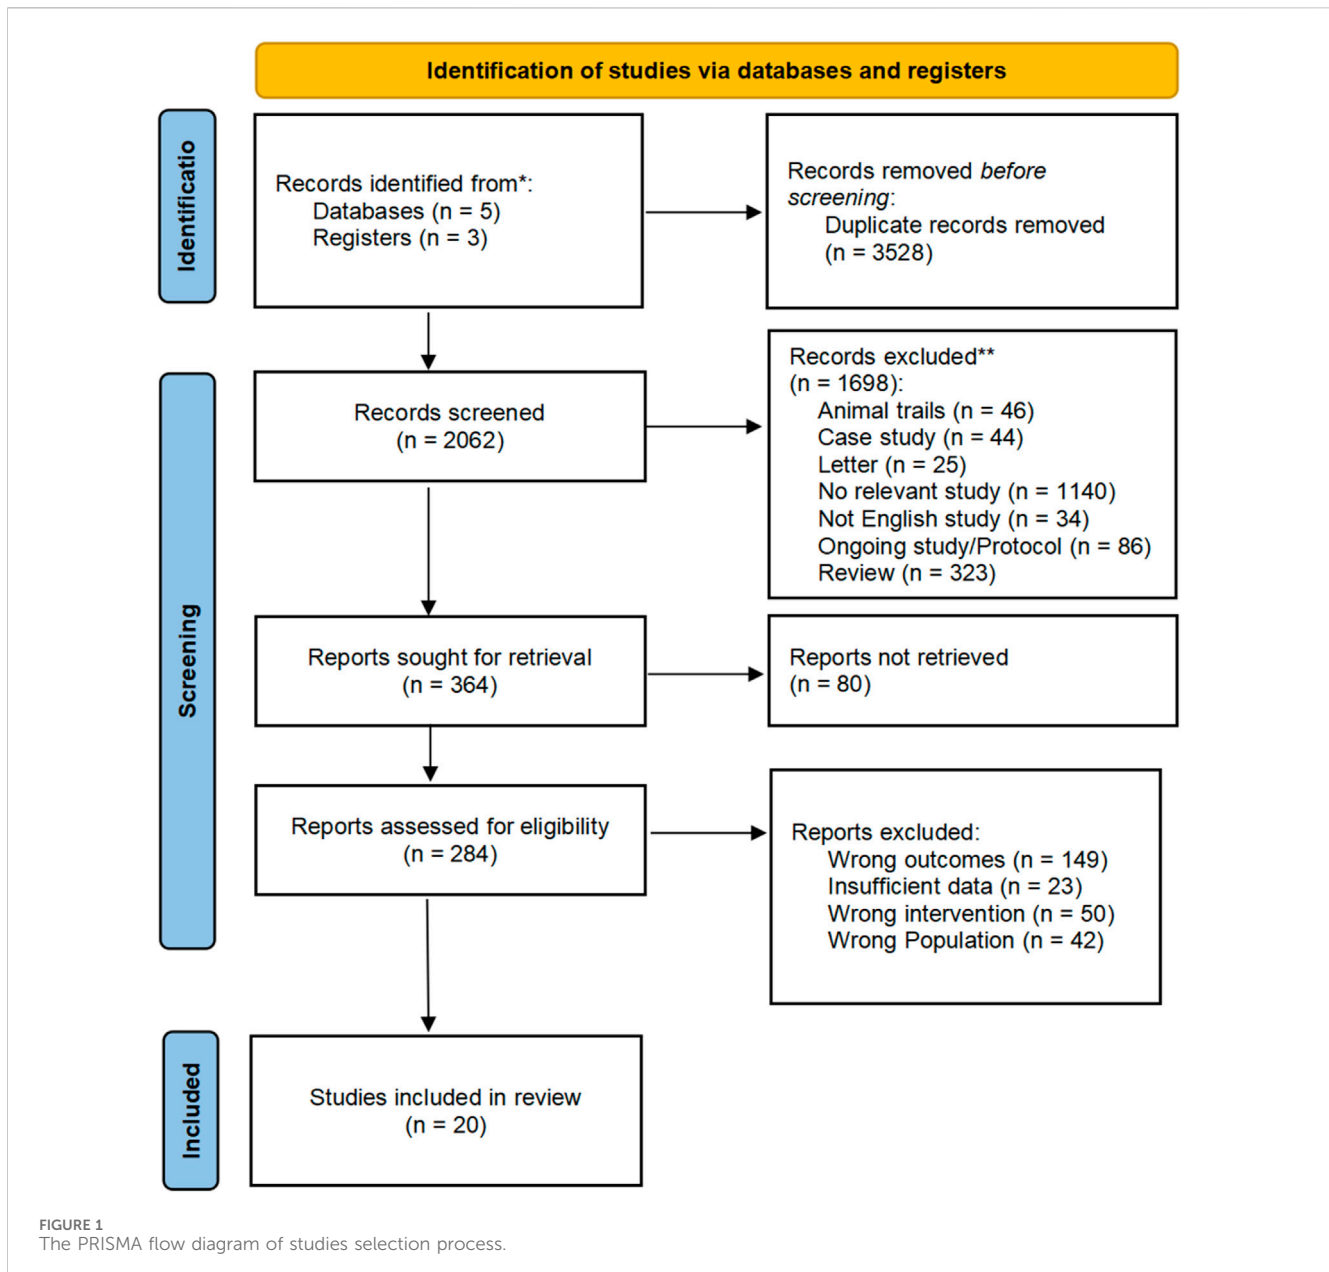 Identification of studies via databases and registers
Identificatio
Records identified from*:
Databases (n = 5)
Registers (n = 3)
Records removed before
screening:
Duplicate records removed
(n = 3528)
Screening
Records screened
(n = 2062)
Records excluded**
(n = 1698):
Animal trails (n = 46)
Case study (n = 44)
Letter (n = 25)
No relevant study (n = 1140)
Not English study (n = 34)
Ongoing study/Protocol (n = 86)
Review (n = 323)
Reports sought for retrieval
(n = 364)
Reports not retrieved
(n = 80)
Reports assessed for eligibility
(n = 284)
Reports excluded:
Wrong outcomes (n = 149)
Insufficient data (n = 23)
Wrong intervention (n = 50)
Wrong Population (n = 42)
Included
Studies included in review
(n = 20)
FIGURE 1
The PRISMA flow diagram of studies selection process.